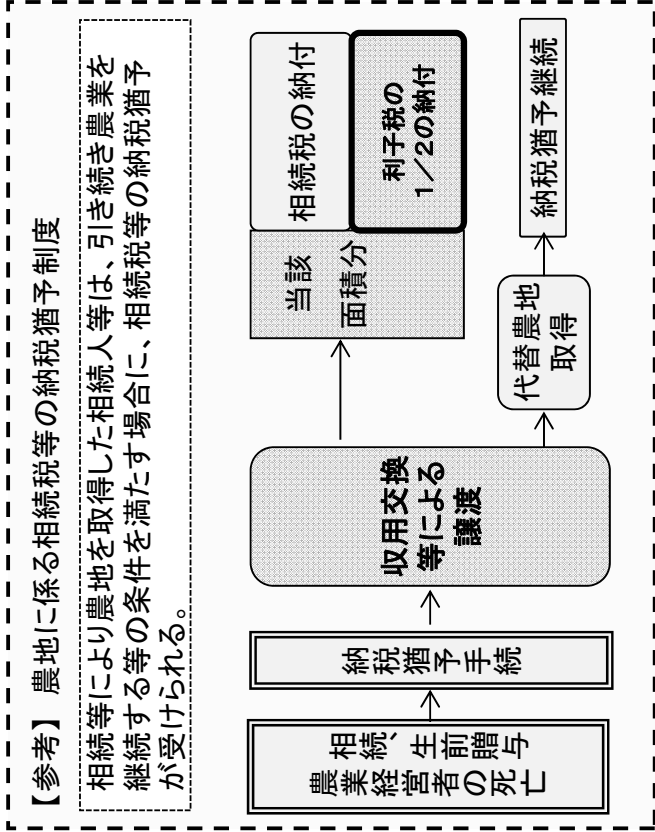 【参考】 農地に係る相続税等の納税猶予制度
相続等により農地を取得した相続人等は、引き続き農業を
継続する等の条件を満たす場合に、相続税等の納税猶予
が受けられる。
相続、生前贈与
農業経営者の死亡
納税猶予手続
収用交換
等による
譲渡
当該
面積分
相続税の納付
利子税の
1/2の納付
代替農地
取得
納税猶予継続